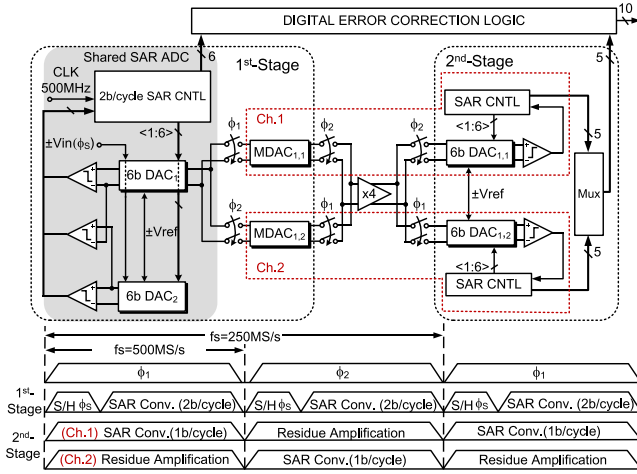 DIGITAL ERROR CORRECTION LOGIC
10
Shared SAR ADC
6
1st-Stage
2nd-Stage
5
CLK
500MHz
2b/cycle SAR CNTL
<1:6>
±Vin(ϕS)
6b DAC1
±Vref
6b DAC2
ϕ1
Ch.1
MDAC1,1
ϕ2
ϕ2
MDAC1,2
Ch.2
ϕ1
x4
ϕ2
ϕ1
SAR CNTL
<1:6>
6b DAC1,1
±Vref
6b DAC1,2
<1:6>
SAR CNTL
5
Mux
5
fs=250MS/s
fs=500MS/s
ϕ1
ϕ2
ϕ1
1st-
Stage
S/H ϕS
SAR Conv. (2b/cycle)
S/H ϕS
SAR Conv. (2b/cycle)
S/H ϕS
SAR Conv. (2b/cycle)
2nd-
Stage
(Ch.1) SAR Conv.(1b/cycle)
Residue Amplification
SAR Conv.(1b/cycle)
(Ch.2) Residue Amplification
SAR Conv.(1b/cycle)
Residue Amplification